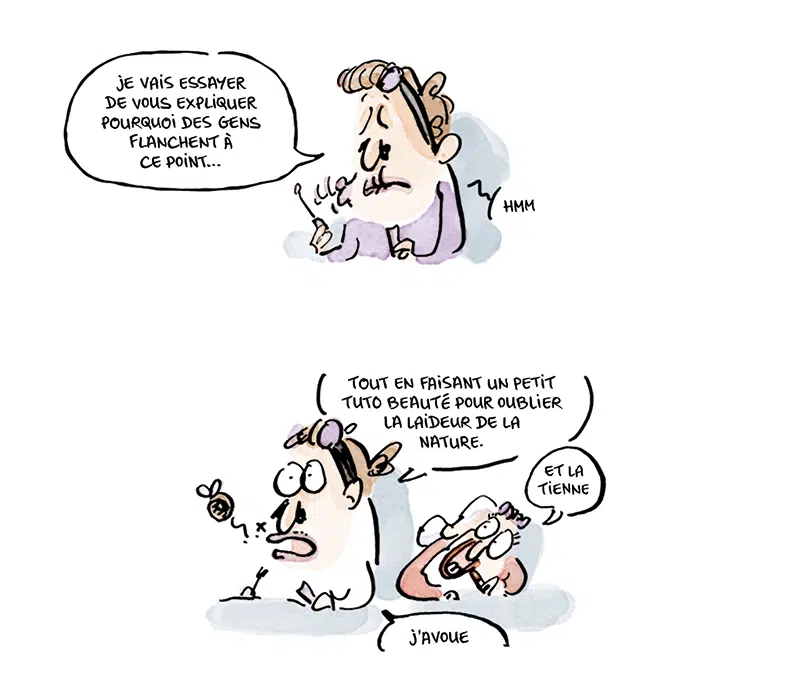 JE VAIS ESSAYER
DE VOUS EXPLIQUER
POURQUOI DES GENS
FLANCHENT À
CE POINT...
HMM
TOUT EN FAISANT UN PETIT
TUTO BEAUTÉ POUR OUBLIER
LA LAIDEUR DE LA
NATURE.
ET LA
TIENNE
J'AVOUE